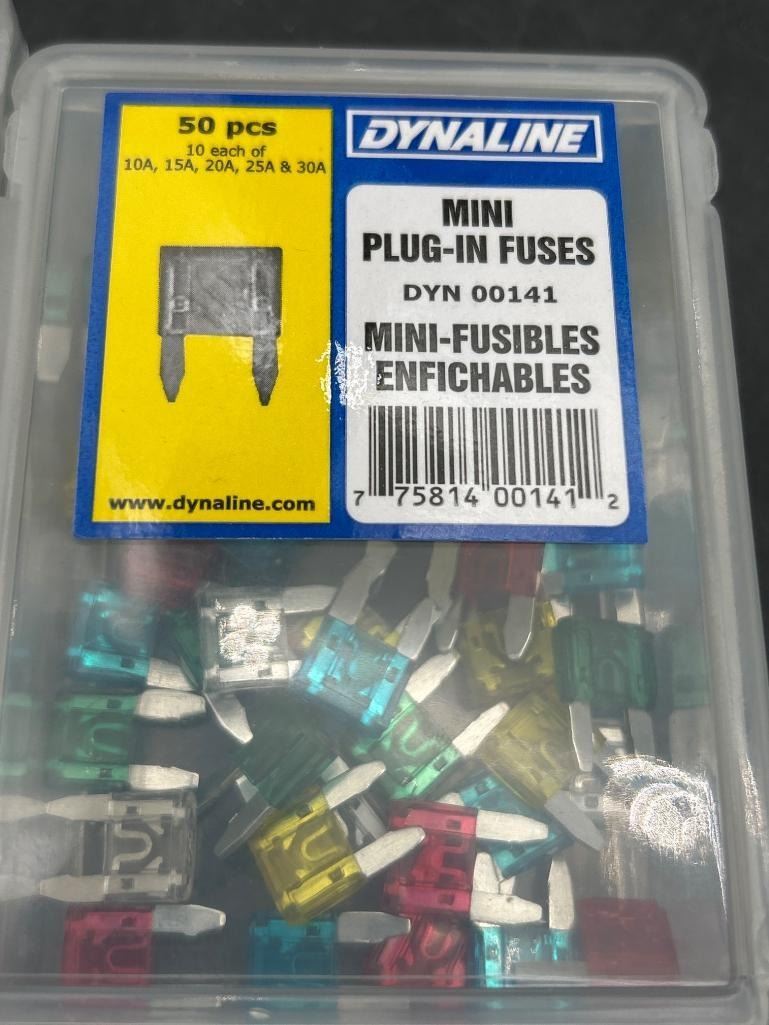 50 pcs
10 each of
10A, 15A, 20A, 25A & 30A
www.dynaline.com
DYNALINE
MINI
PLUG-IN FUSES
DYN 00141
MINI-FUSIBLES
ENFICHABLES
7 75814 00141 2